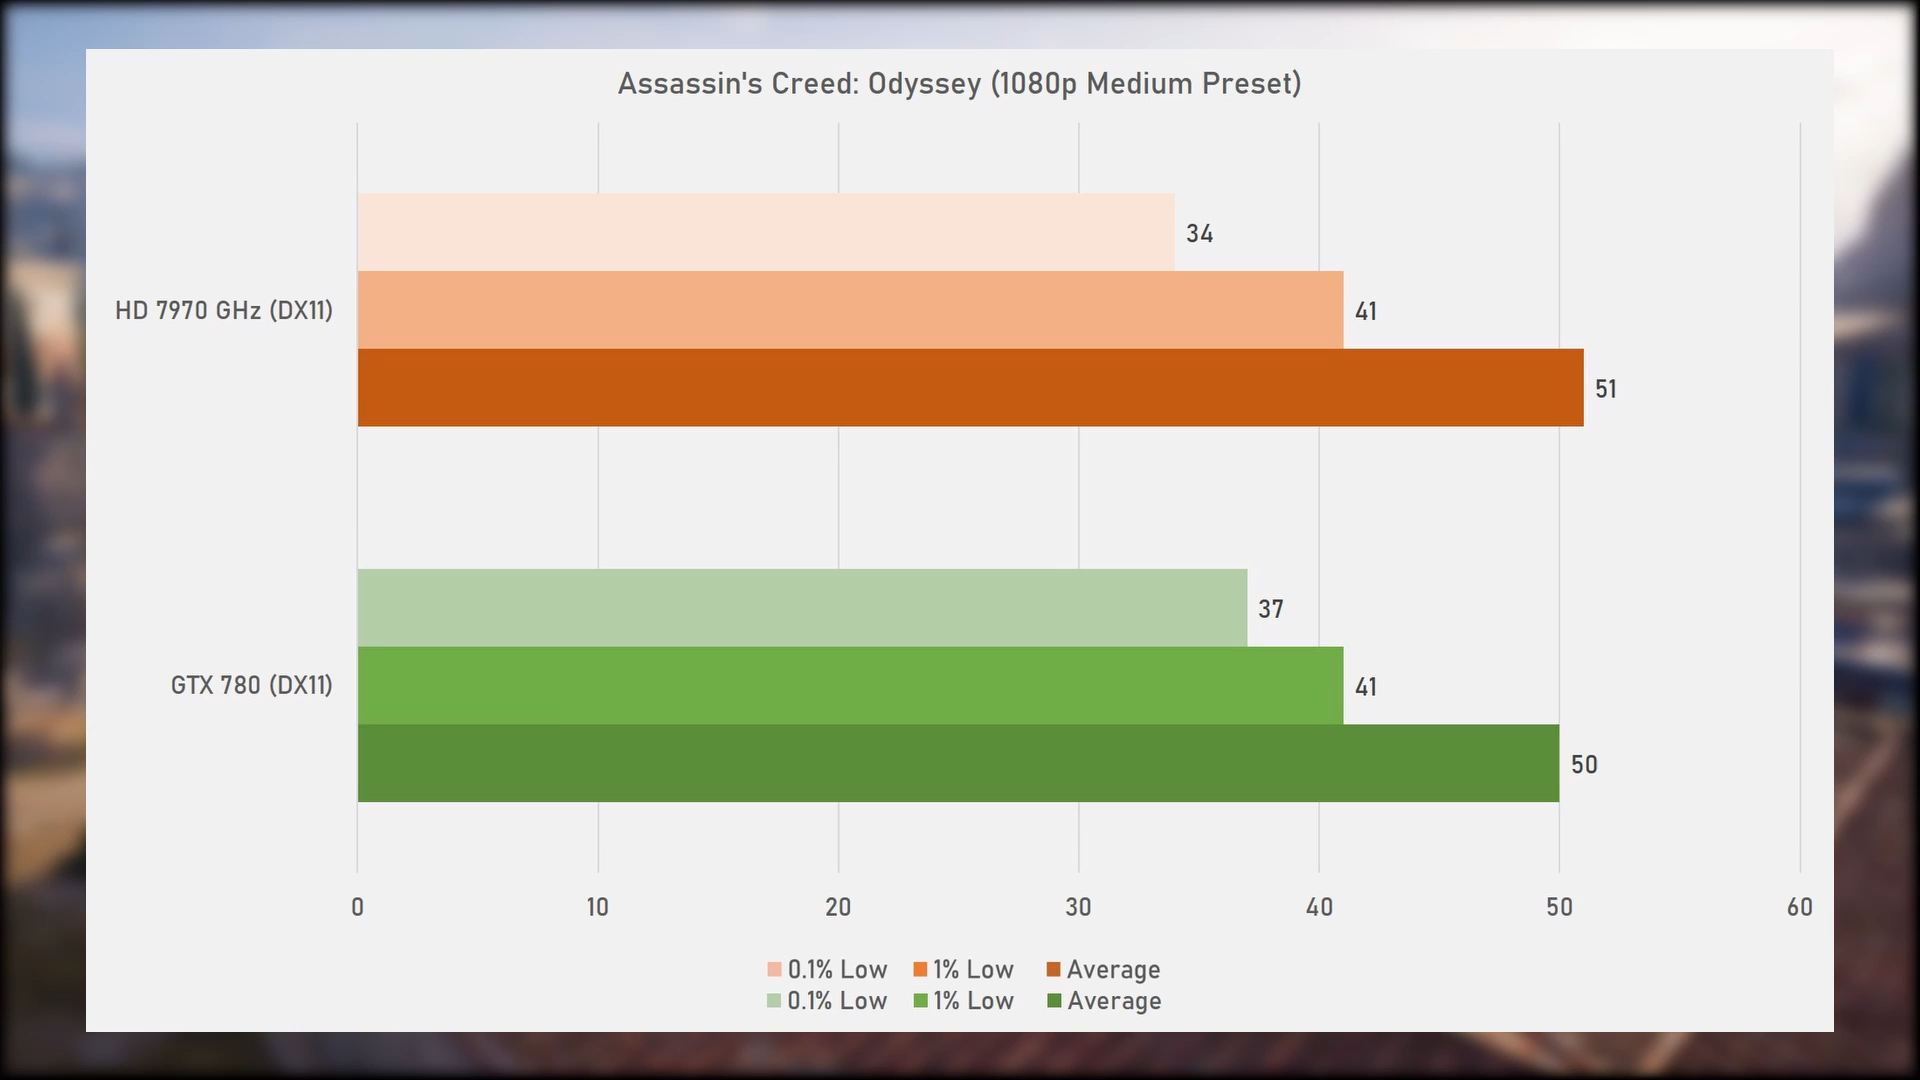 Assassin's Creed: Odyssey (1080p Medium Preset)
34
HD 7970 GHz (DX11)
41
51
37
GTX 780 (DX11)
41
50
0 10 20 30 40 50 60
0.1% Low 1% Low Average
0.1% Low 1% Low Average